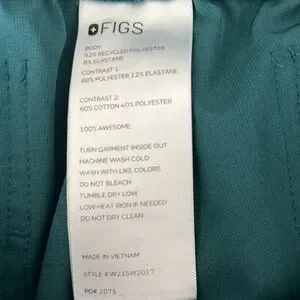 FIGS
BODY:
92% RECYCLED POLYESTER
8% ELASTANE
CONTRAST 1:
88% POLYESTER 12% ELASTANE
CONTRAST 2:
60% COTTON 40% POLYESTER
100% AWESOME
TURN GARMENT INSIDE OUT
MACHINE WASH COLD
WASH WITH LIKE COLORS
DO NOT BLEACH
TUMBLE DRY LOW
LOW HEAT IRON IF NEEDED
DO NOT DRY CLEAN
MADE IN VIETNAM
STYLE #W21SW2017
PO#:2075